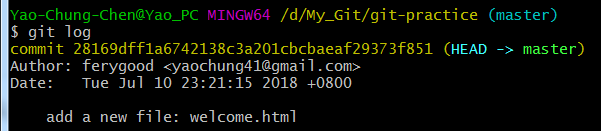 Yao-Chung-Chen@Yao_PC MINGW64 /d/My_Git/git-practice (master)
$ git log
commit 28169dff1a6742138c3a201cbcbaeaf29373f851 (HEAD -> master)
Author: ferygood <yaochung41@gmail.com>
Date:   Tue Jul 10 23:21:15 2018 +0800
    add a new file: welcome.html